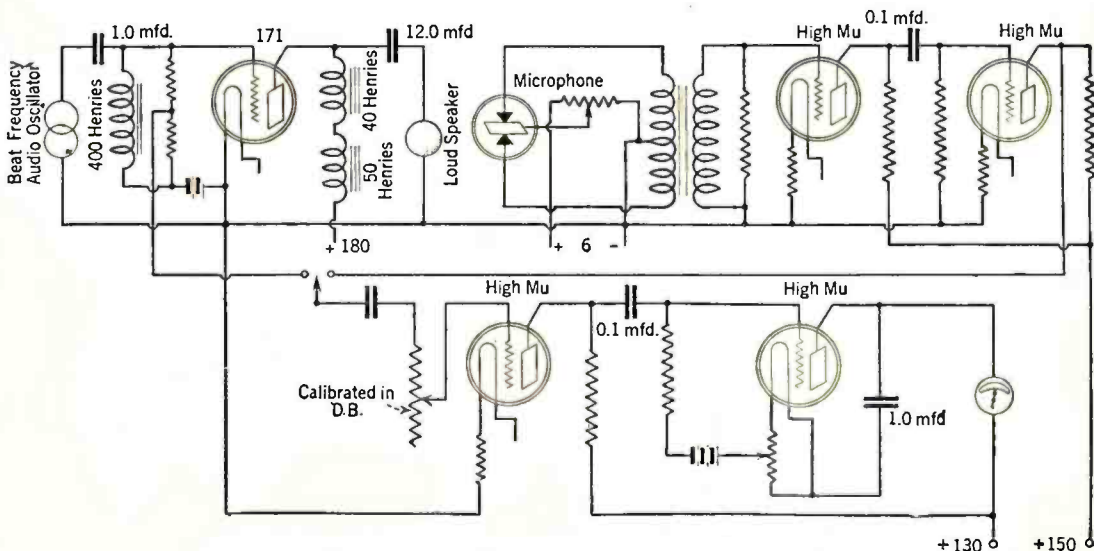 Beat Frequency
Audio Oscillator
1.0 mfd.
400 Henries
171
12.0 mfd
40 Henries
50
Henries
Loud Speaker
+ 180
Microphone
+ 6 -
High Mu
0.1 mfd.
High Mu
Calibrated in
D.B.
High Mu
0.1 mfd.
High Mu
1.0 mfd
+130
+150